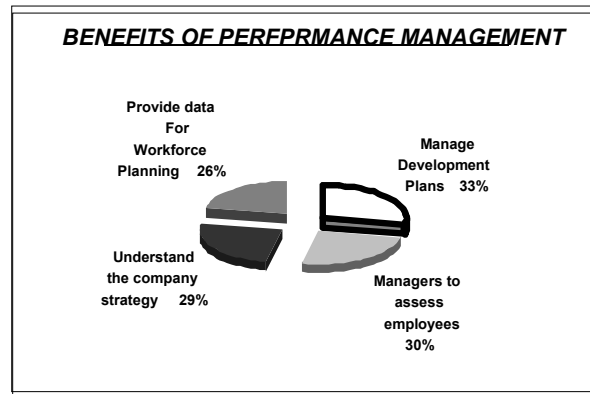 BENEFITS OF PERFPRMANCE MANAGEMENT
Provide data
For
Workforce
Planning 26%
Manage
Development
Plans 33%
Understand
the company
strategy 29%
Managers to
assess
employees
30%